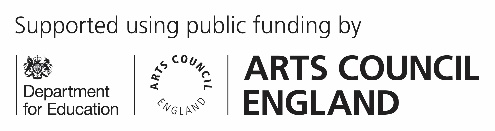 Supported using public funding by
Department
for Education
ARTS COUNCIL
ENGLAND
ARTS COUNCIL
ENGLAND